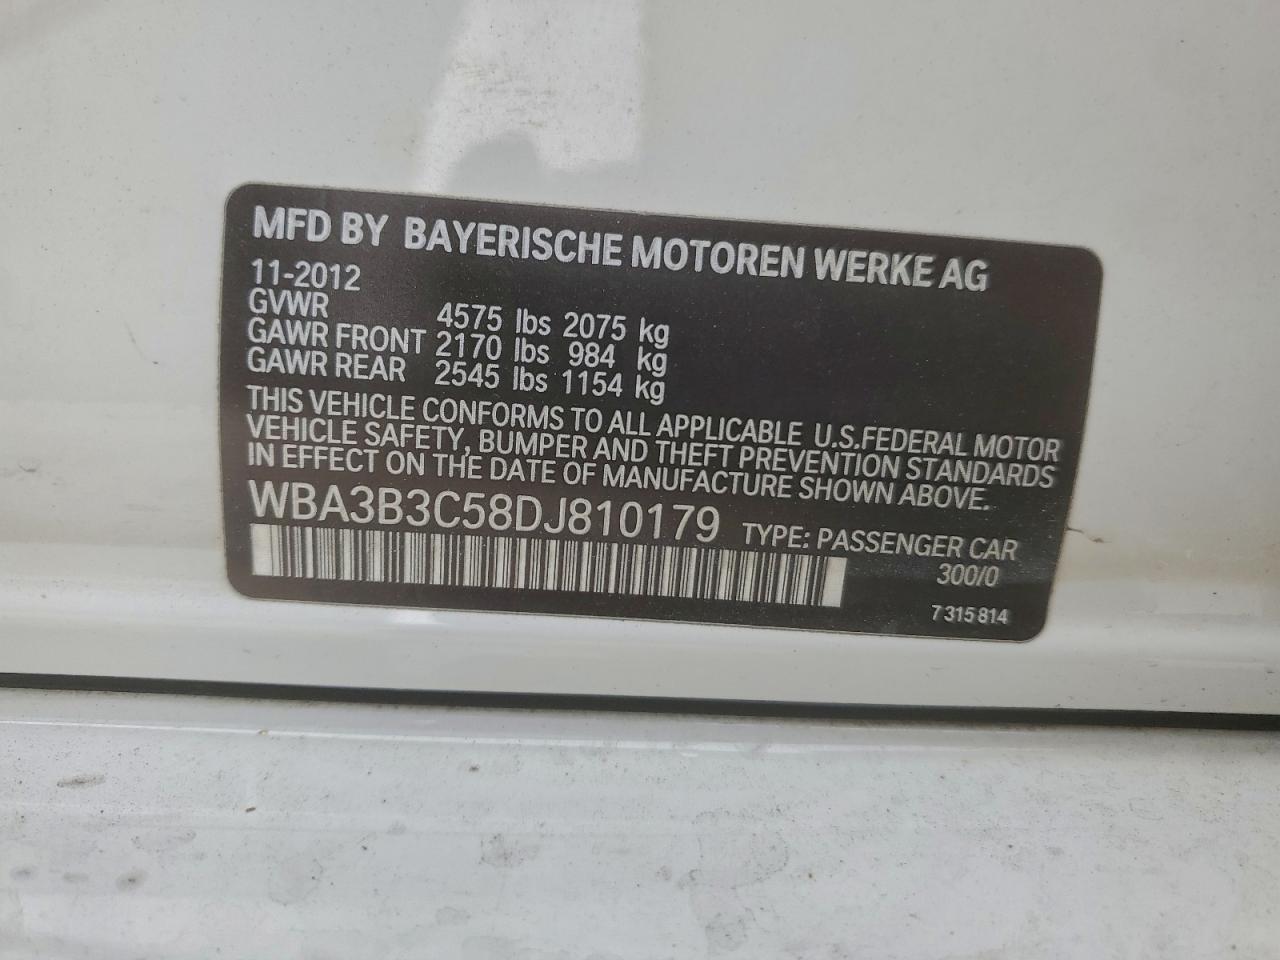 MFD BY BAYERISCHE MOTOREN WERKE AG
11-2012
GVWR 4575 lbs 2075 kg
GAWR FRONT 2170 lbs 984 kg
GAWR REAR 2545 lbs 1154 kg
THIS VEHICLE CONFORMS TO ALL APPLICABLE U.S.FEDERAL MOTOR
VEHICLE SAFETY, BUMPER AND THEFT PREVENTION STANDARDS
IN EFFECT ON THE DATE OF MANUFACTURE SHOWN ABOVE.
WBA3B3C58DJ810179 TYPE: PASSENGER CAR
300/0
7 315 814